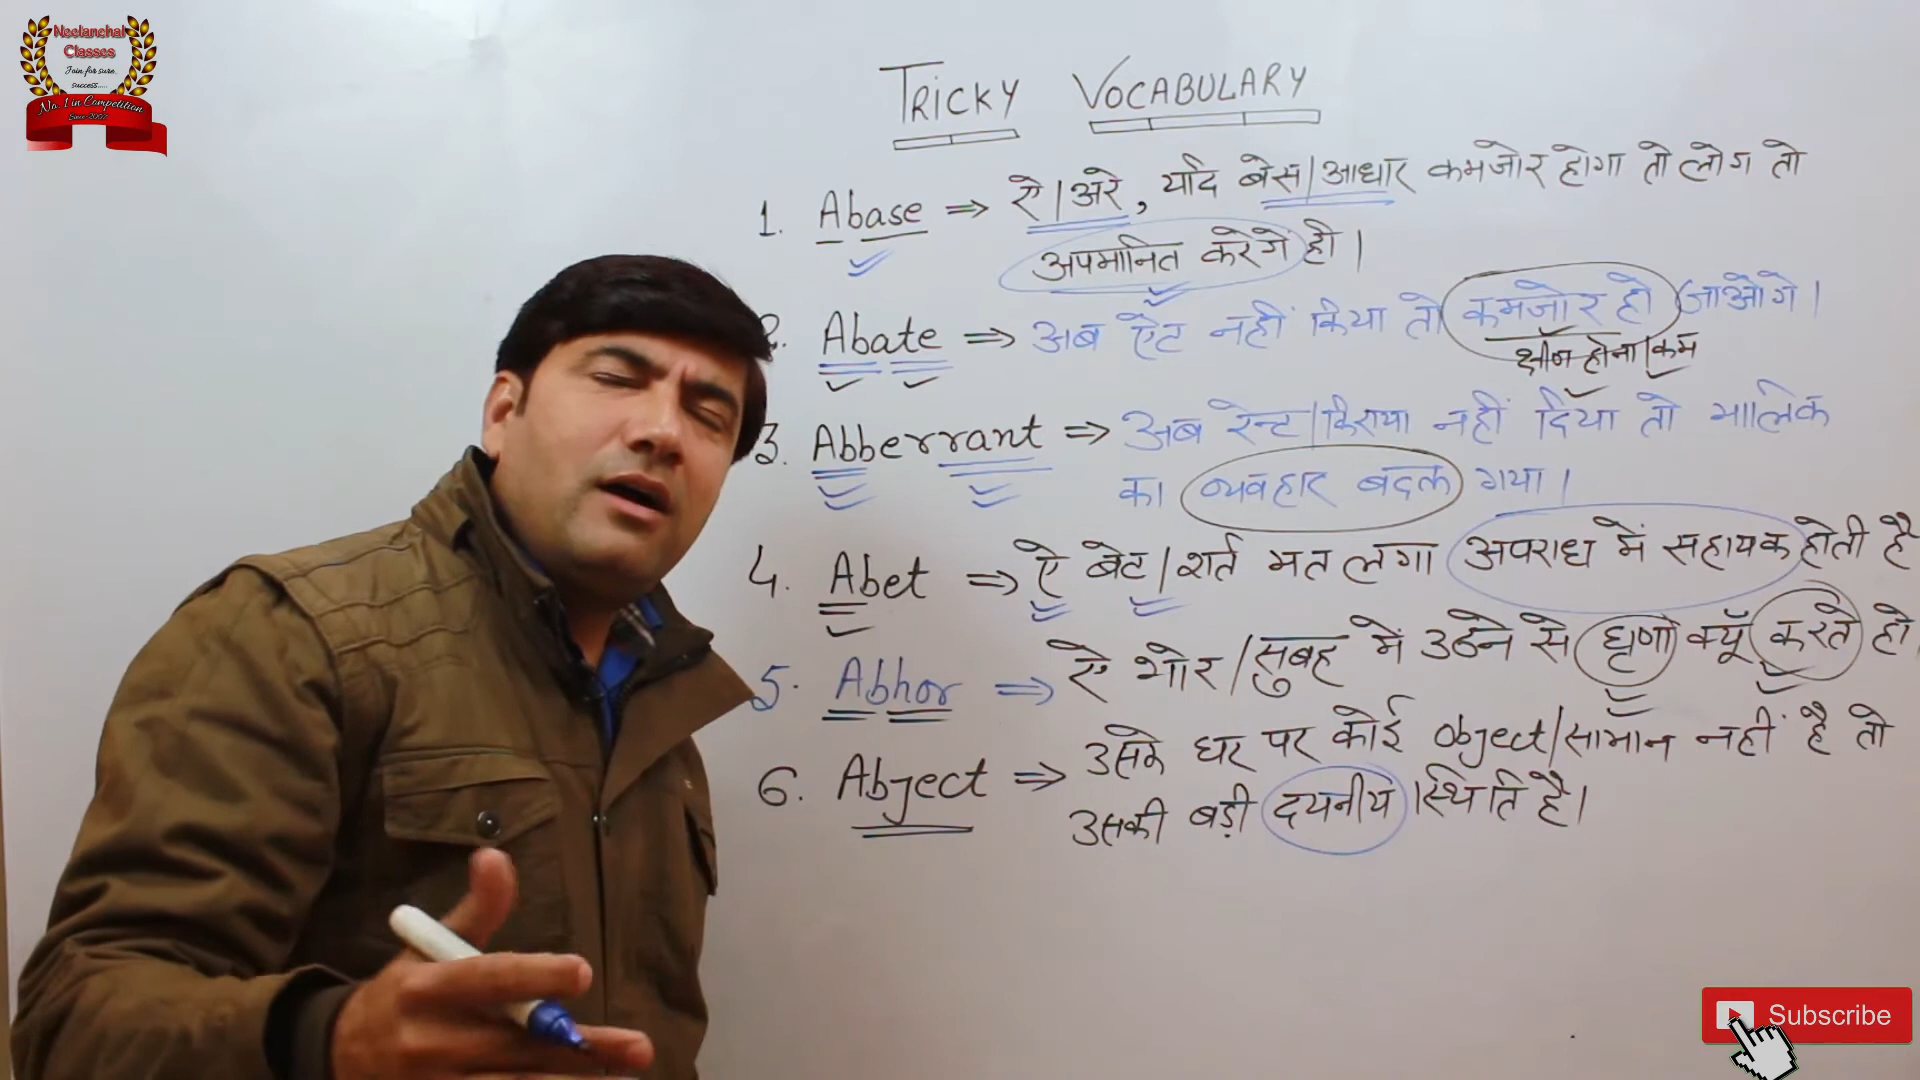 Neelanchal
Classes
Join for sure
success.....
No. 1 in Competition
Since-2007
TRICKY VOCABULARY
1. Abase ⇒ ऐ|अरे, यदि बेस|आधार कमजोर होगा तो लोग तो
अपमानित करेगे ही।
2. Abate ⇒ अब ऐट नहीं किया तो कमजोर हो जाओगे।
क्षीण होना|कम
3. Abberrant ⇒ अब रेन्ट|किराया नहीं दिया तो मालिक
का व्यवहार बदल गया।
4. Abet ⇒ ऐ बेट|शर्त मत लगा अपराध में सहायक होती है
5. Abhor ⇒ ऐ भोर/सुबह में उठने से घृणा क्यूँ करते हो
6. Abject ⇒ उसके घर पर कोई object/सामान नहीं है तो
उसकी बड़ी दयनीय स्थिति है।
Subscribe